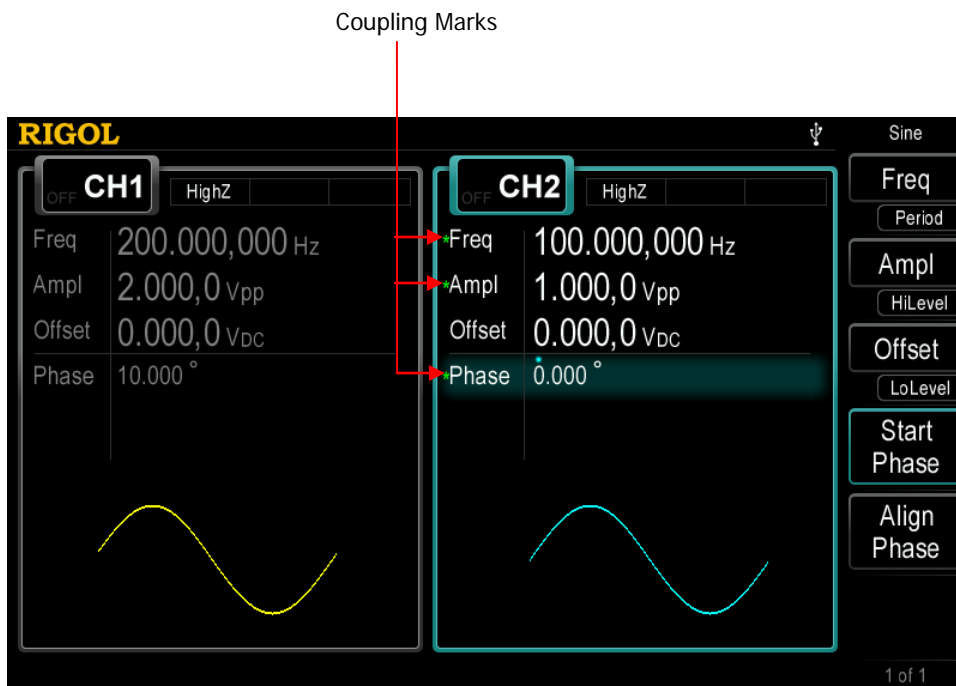 Coupling Marks
RIGOL
Sine
OFF CH1 HighZ
Freq 200.000,000 Hz
Ampl 2.000,0 Vpp
Offset 0.000,0 VDC
Phase 10.000 °
OFF CH2 HighZ
*Freq 100.000,000 Hz
*Ampl 1.000,0 Vpp
Offset 0.000,0 VDC
*Phase 0.000 °
Freq
Period
Ampl
HiLevel
Offset
LoLevel
Start
Phase
Align
Phase
1 of 1